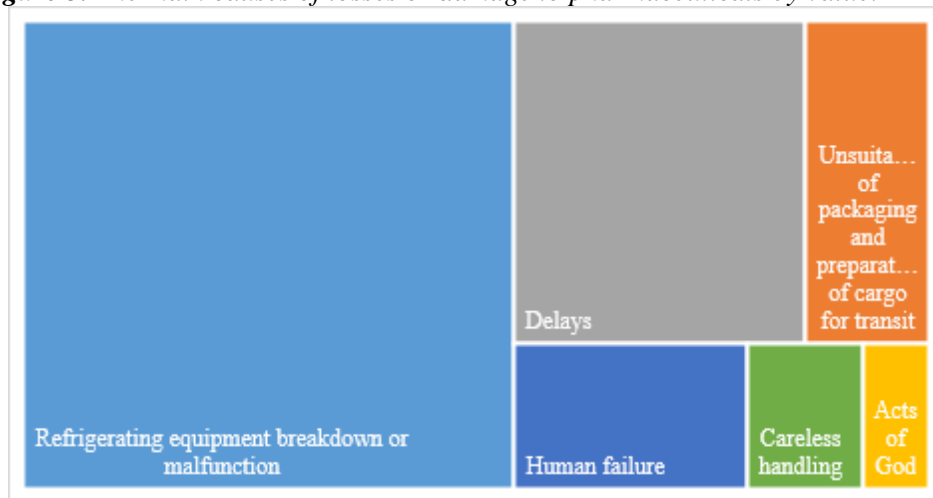 Refrigerating equipment breakdown or
malfunction
Delays
Unsuita...
of
packaging
and
preparat...
of cargo
for transit
Human failure
Careless
handling
Acts
of
God